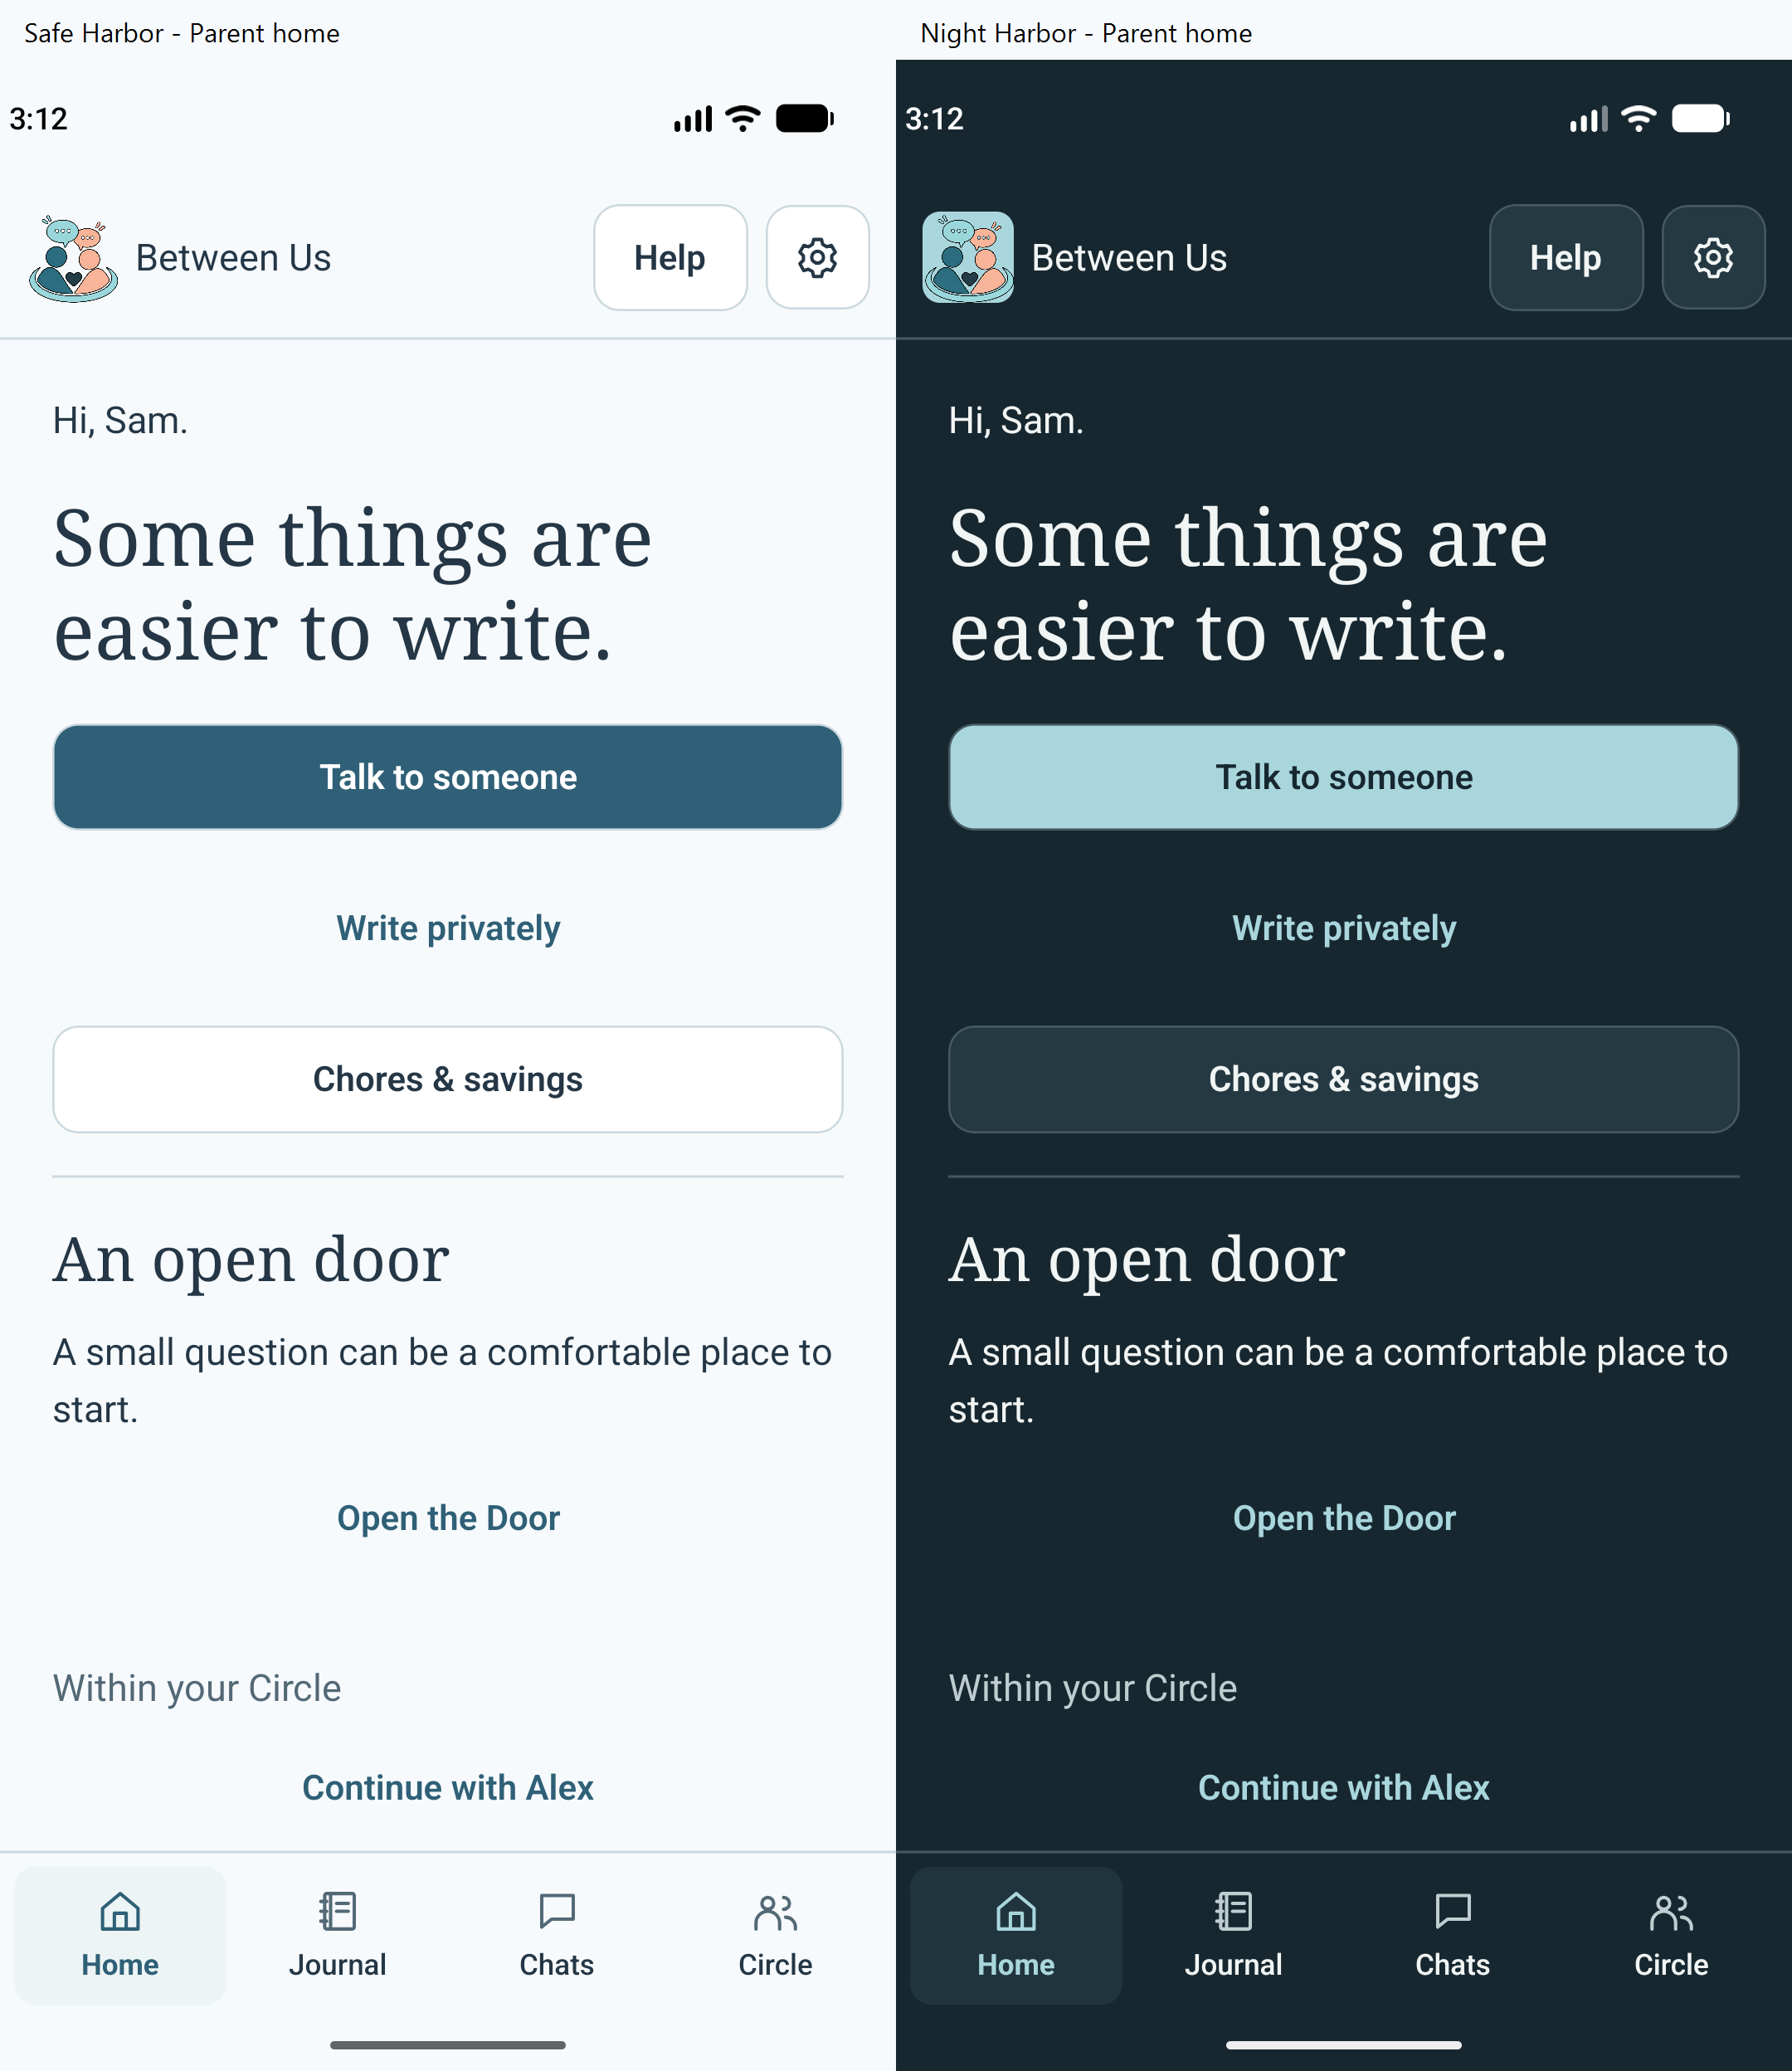 Safe Harbor - Parent home
3:12
Between Us
Help
Hi, Sam.
Some things are
easier to write.
Talk to someone
Write privately
Chores & savings
An open door
A small question can be a comfortable place to
start.
Open the Door
Within your Circle
Continue with Alex
Home
Journal
Chats
Circle
Night Harbor - Parent home
3:12
Between Us
Help
Hi, Sam.
Some things are
easier to write.
Talk to someone
Write privately
Chores & savings
An open door
A small question can be a comfortable place to
start.
Open the Door
Within your Circle
Continue with Alex
Home
Journal
Chats
Circle